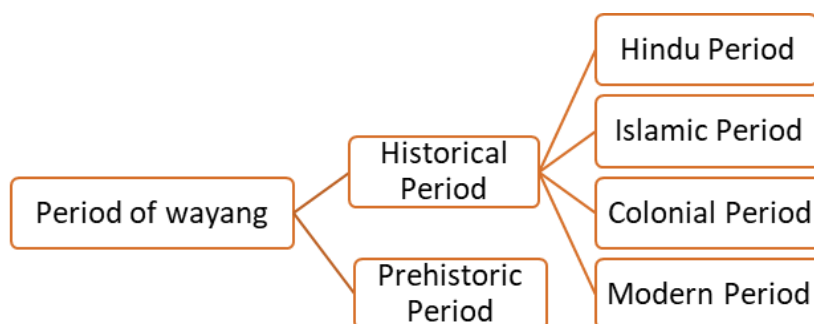 Period of wayang
Historical
Period
Prehistoric
Period
Hindu Period
Islamic Period
Colonial Period
Modern Period